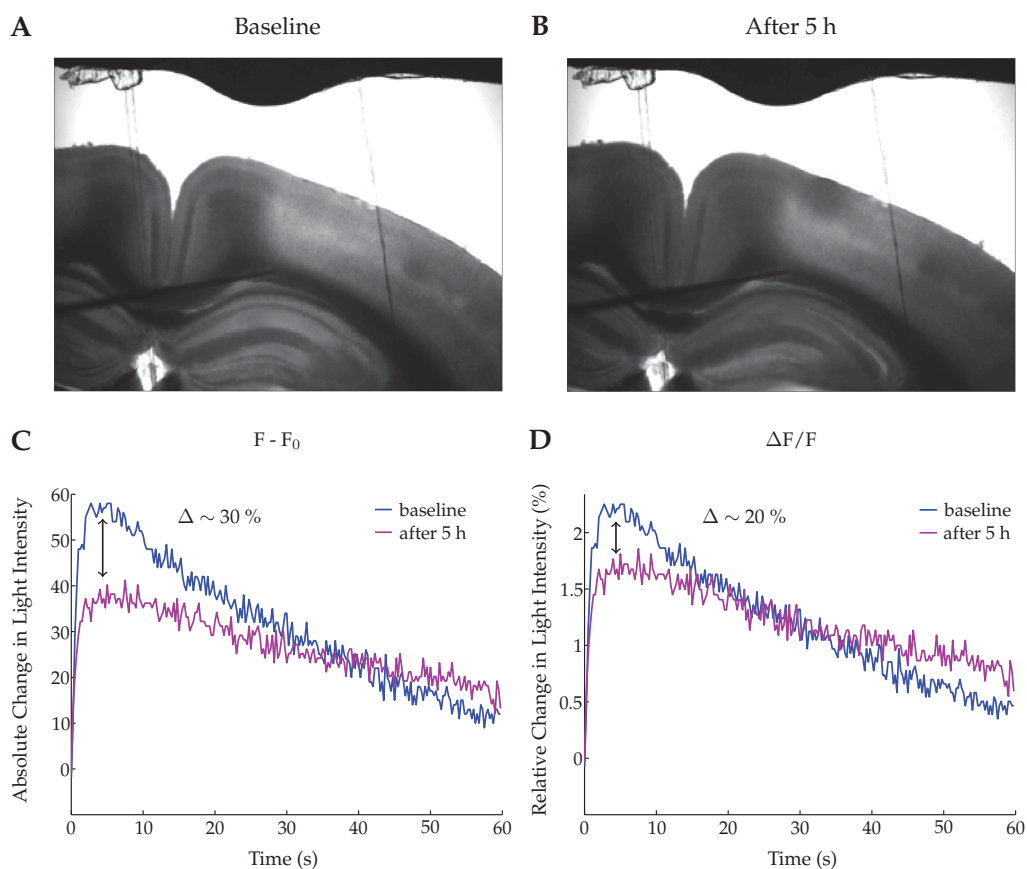 A Baseline
B After 5 h
C F - F0
Absolute Change in Light Intensity
60
50
40
30
20
10
0
Δ ∼ 30 %
baseline
after 5 h
0 10 20 30 40 50 60
Time (s)
D ΔF/F
Relative Change in Light Intensity (%)
2
1.5
1
0.5
0
Δ ∼ 20 %
baseline
after 5 h
0 10 20 30 40 50 60
Time (s)